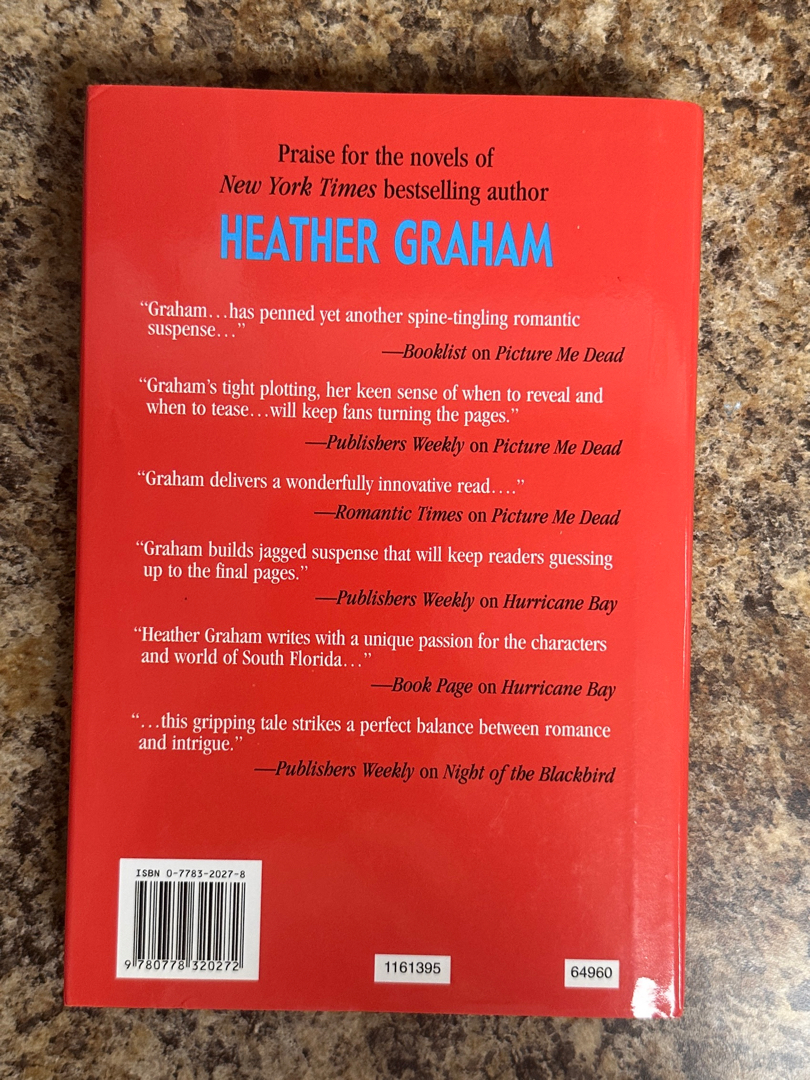 Praise for the novels of
New York Times bestselling author
HEATHER GRAHAM
“Graham…has penned yet another spine-tingling romantic
suspense…”
—Booklist on Picture Me Dead
“Graham’s tight plotting, her keen sense of when to reveal and
when to tease…will keep fans turning the pages.”
—Publishers Weekly on Picture Me Dead
“Graham delivers a wonderfully innovative read….”
—Romantic Times on Picture Me Dead
“Graham builds jagged suspense that will keep readers guessing
up to the final pages.”
—Publishers Weekly on Hurricane Bay
“Heather Graham writes with a unique passion for the characters
and world of South Florida…”
—Book Page on Hurricane Bay
“…this gripping tale strikes a perfect balance between romance
and intrigue.”
—Publishers Weekly on Night of the Blackbird
ISBN 0-7783-2027-8
9 780778 320272
1161395
64960